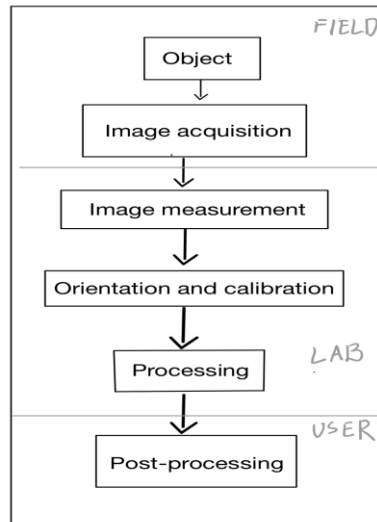 FIELD
Object
Image acquisition
Image measurement
Orientation and calibration
Processing
LAB
USER
Post-processing